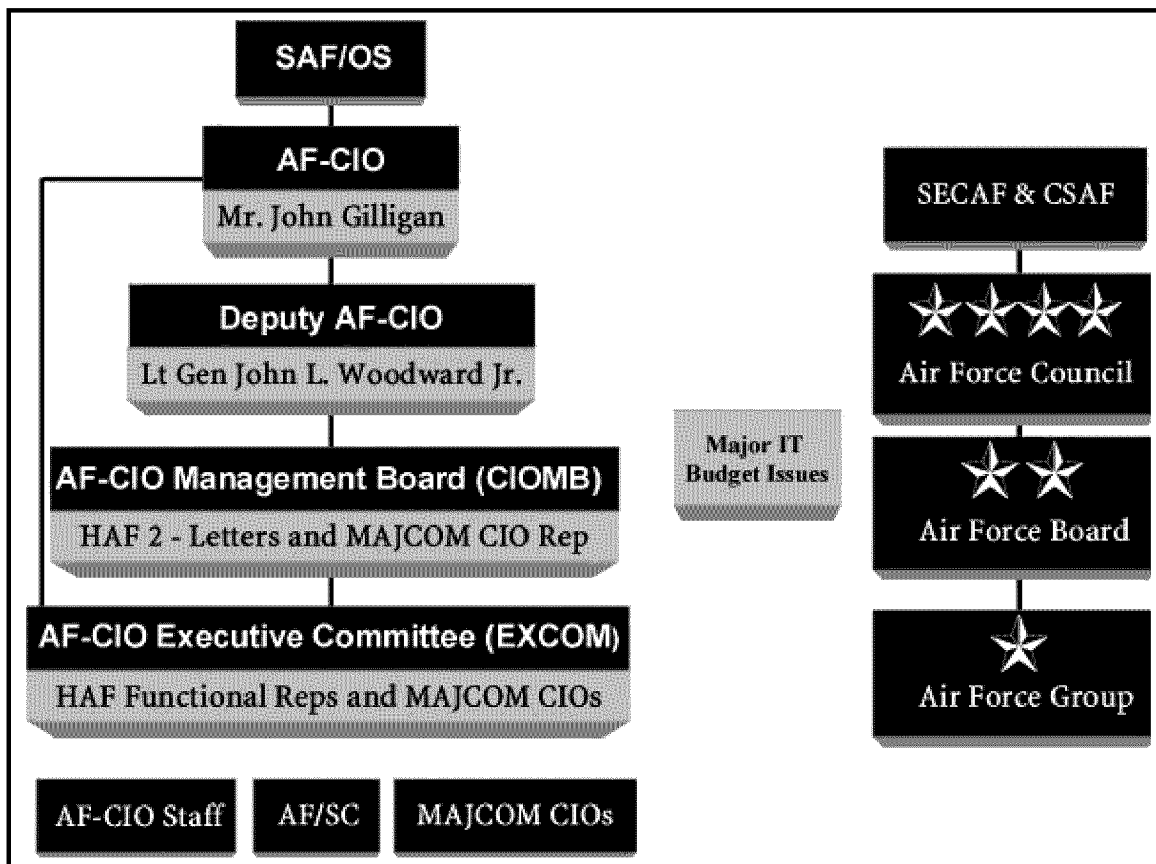 SAF/OS
AF-CIO
Mr. John Gilligan
Deputy AF-CIO
Lt Gen John L. Woodward Jr.
AF-CIO Management Board (CIOMB)
HAF 2 - Letters and MAJCOM CIO Rep
AF-CIO Executive Committee (EXCOM)
HAF Functional Reps and MAJCOM CIOs
AF-CIO Staff
AF/SC
MAJCOM CIOs
Major IT
Budget Issues
SECAF & CSAF
Air Force Council
Air Force Board
Air Force Group